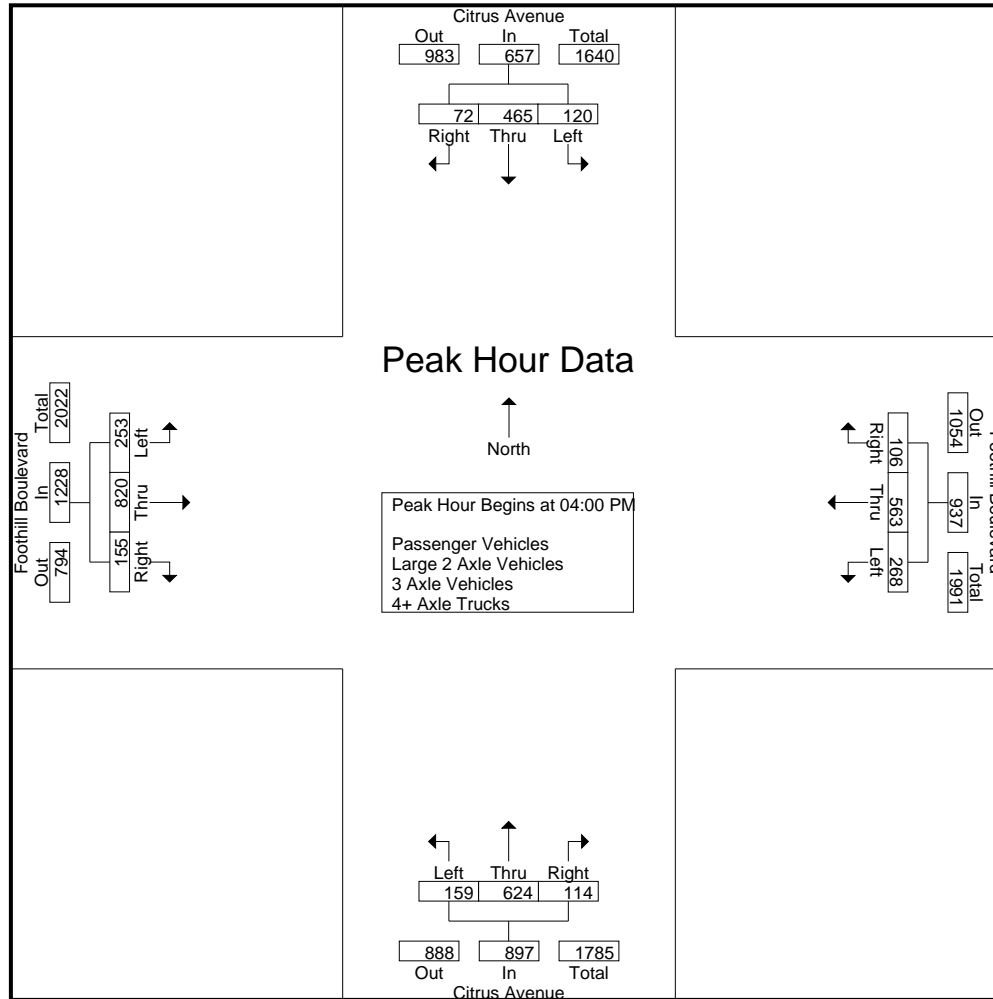 Citrus Avenue
Out In Total
983 657 1640
72 465 120
Right Thru Left
Peak Hour Data
North
Peak Hour Begins at 04:00 PM
Passenger Vehicles
Large 2 Axle Vehicles
3 Axle Vehicles
4+ Axle Trucks
Foothill Boulevard
Out In Total
794 1228 2022
155 820 253
Right Thru Left
Out In Total
1054 937 1991
106 563 268
Right Thru Left
Left Thru Right
159 624 114
888 897 1785
Out In Total
Citrus Avenue